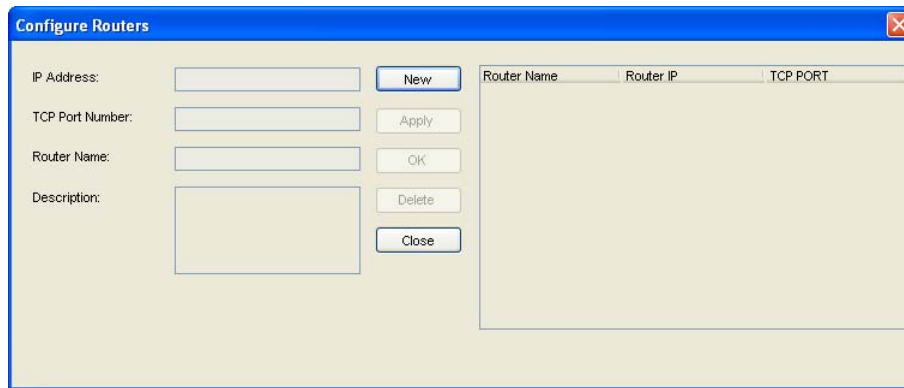 Configure Routers
IP Address:
New
TCP Port Number:
Apply
Router Name:
OK
Description:
Delete
Close
Router Name Router IP TCP PORT